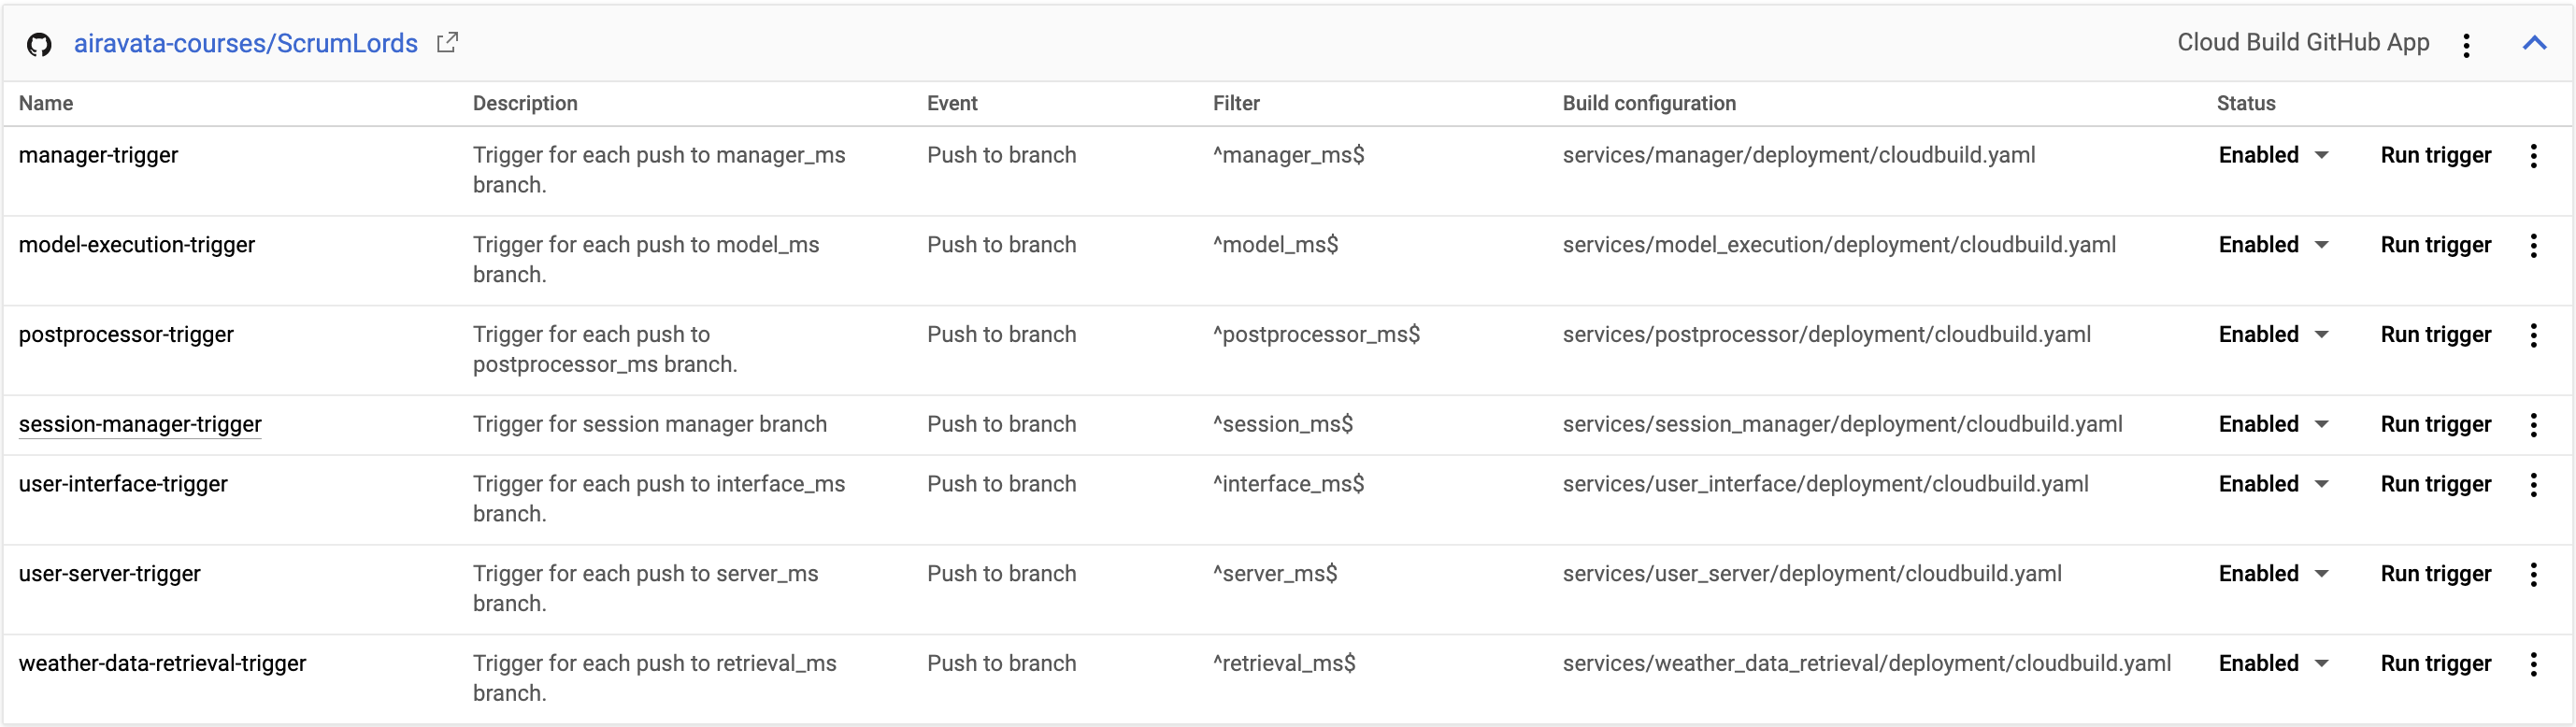 airavata-courses/ScrumLords Cloud Build GitHub App
Name Description Event Filter Build configuration Status
manager-trigger Trigger for each push to manager_ms Push to branch ^manager_ms$ services/manager/deployment/cloudbuild.yaml Enabled Run trigger
branch.
model-execution-trigger Trigger for each push to model_ms Push to branch ^model_ms$ services/model_execution/deployment/cloudbuild.yaml Enabled Run trigger
branch.
postprocessor-trigger Trigger for each push to Push to branch ^postprocessor_ms$ services/postprocessor/deployment/cloudbuild.yaml Enabled Run trigger
postprocessor_ms branch.
session-manager-trigger Trigger for session manager branch Push to branch ^session_ms$ services/session_manager/deployment/cloudbuild.yaml Enabled Run trigger
user-interface-trigger Trigger for each push to interface_ms Push to branch ^interface_ms$ services/user_interface/deployment/cloudbuild.yaml Enabled Run trigger
branch.
user-server-trigger Trigger for each push to server_ms Push to branch ^server_ms$ services/user_server/deployment/cloudbuild.yaml Enabled Run trigger
branch.
weather-data-retrieval-trigger Trigger for each push to retrieval_ms Push to branch ^retrieval_ms$ services/weather_data_retrieval/deployment/cloudbuild.yaml Enabled Run trigger
branch.